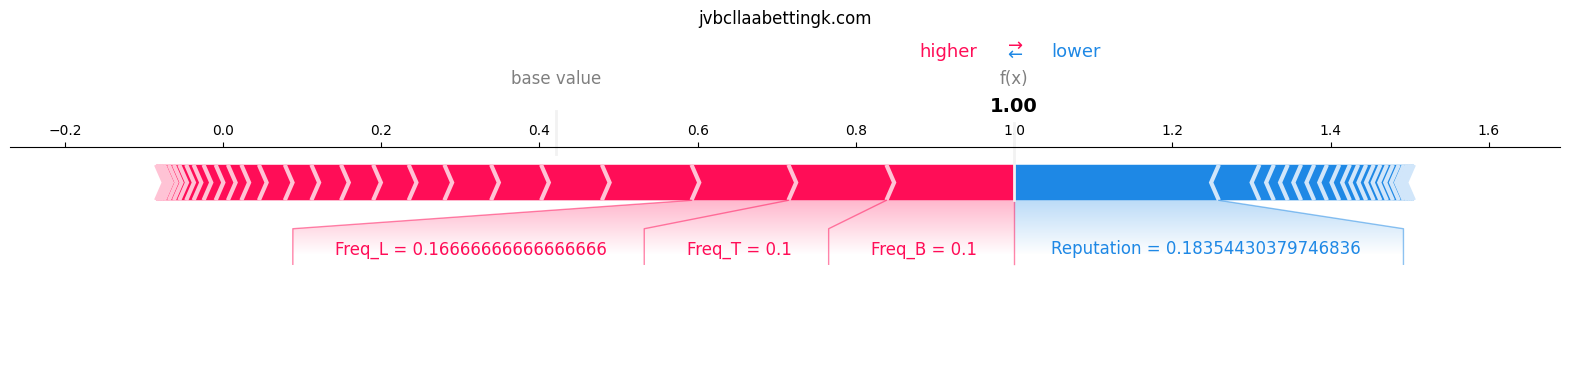 jvbcllaabettingk.com
higher ⇄ lower
base value f(x)
1.00
−0.2 0.0 0.2 0.4 0.6 0.8 1.0 1.2 1.4 1.6
Freq_L = 0.16666666666666666 Freq_T = 0.1 Freq_B = 0.1 Reputation = 0.18354430379746836